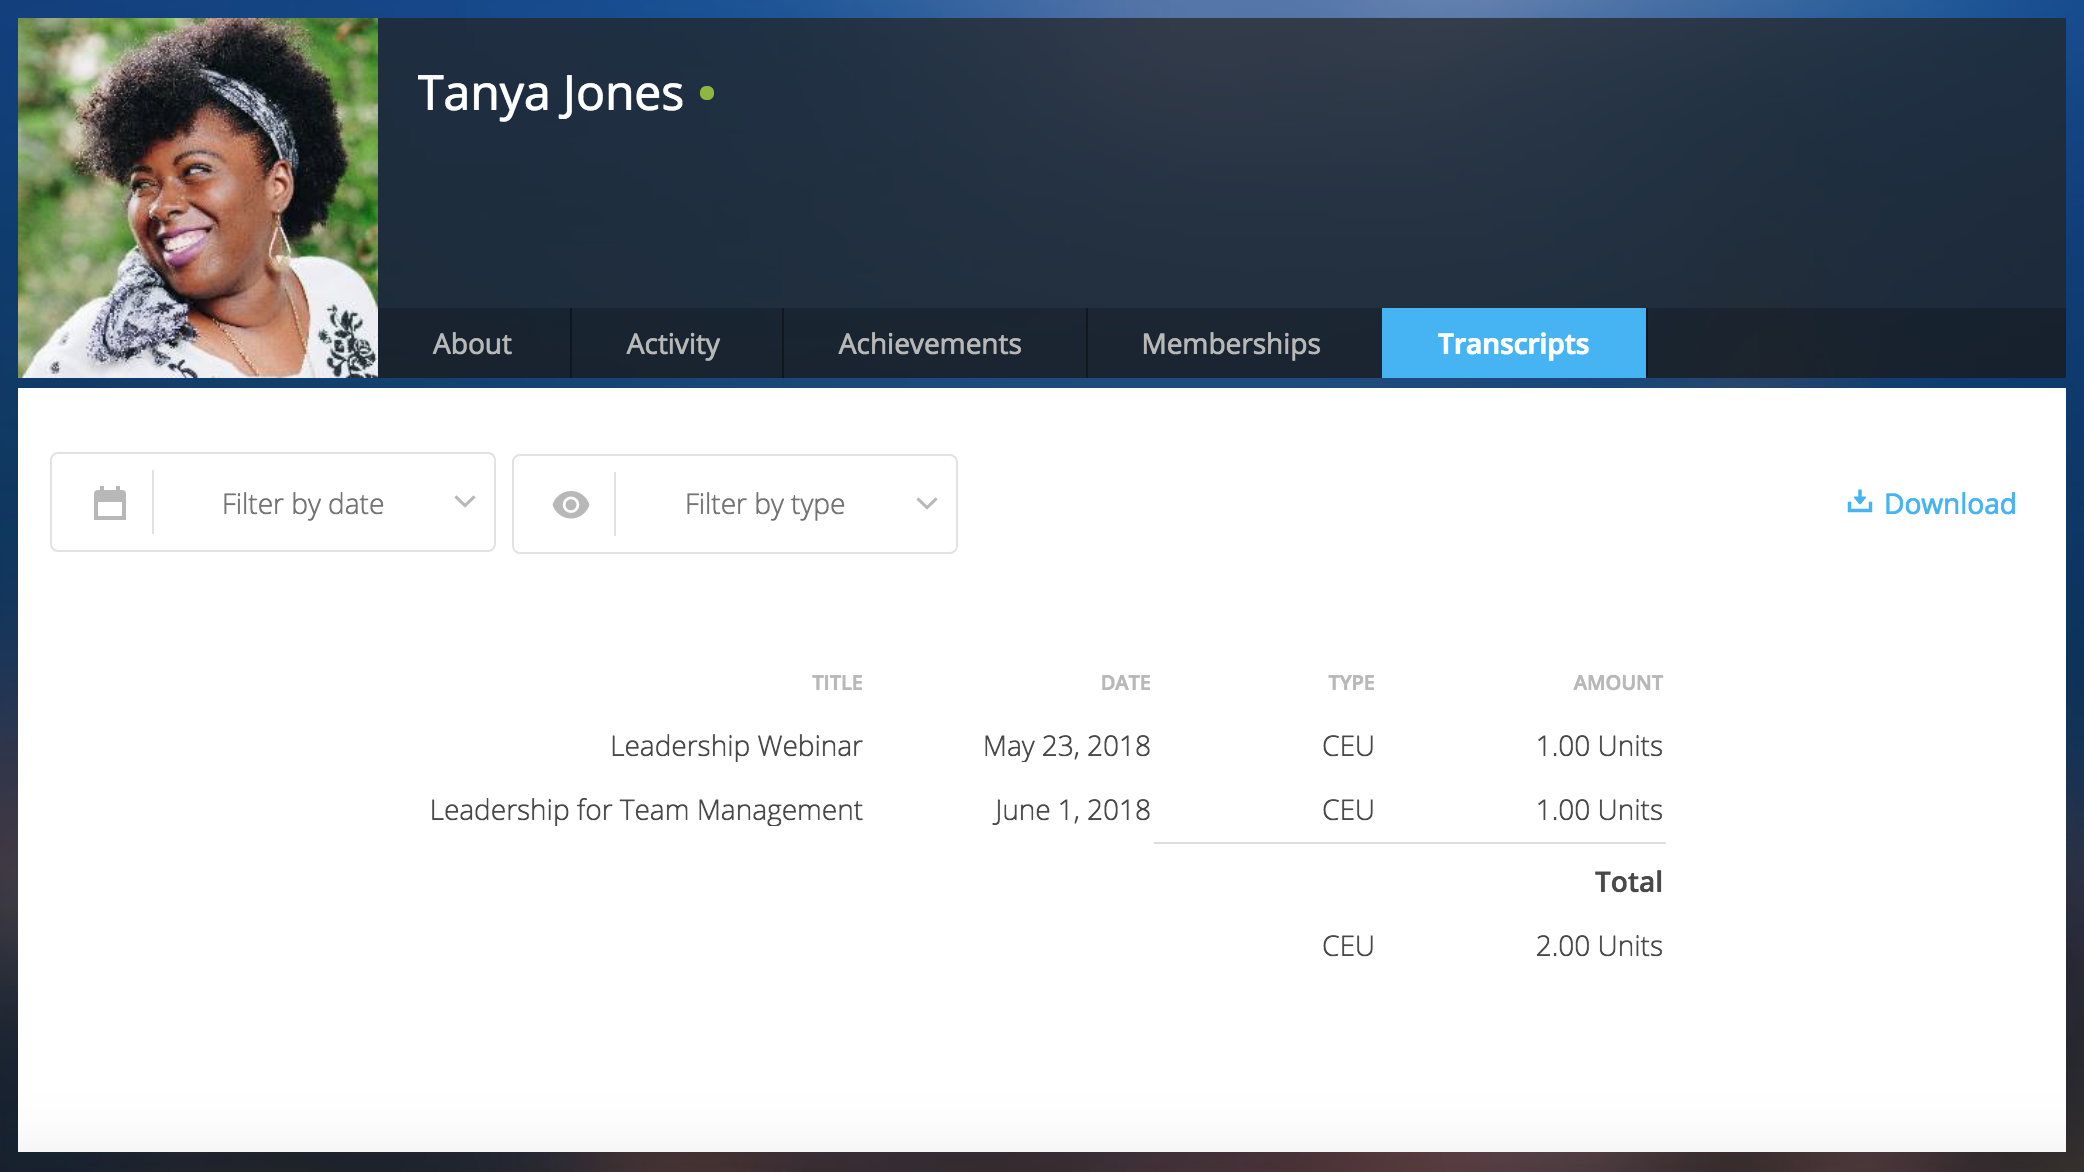 Tanya Jones
About Activity Achievements Memberships Transcripts
Filter by date Filter by type Download
TITLE DATE TYPE AMOUNT
Leadership Webinar May 23, 2018 CEU 1.00 Units
Leadership for Team Management June 1, 2018 CEU 1.00 Units
Total
CEU 2.00 Units